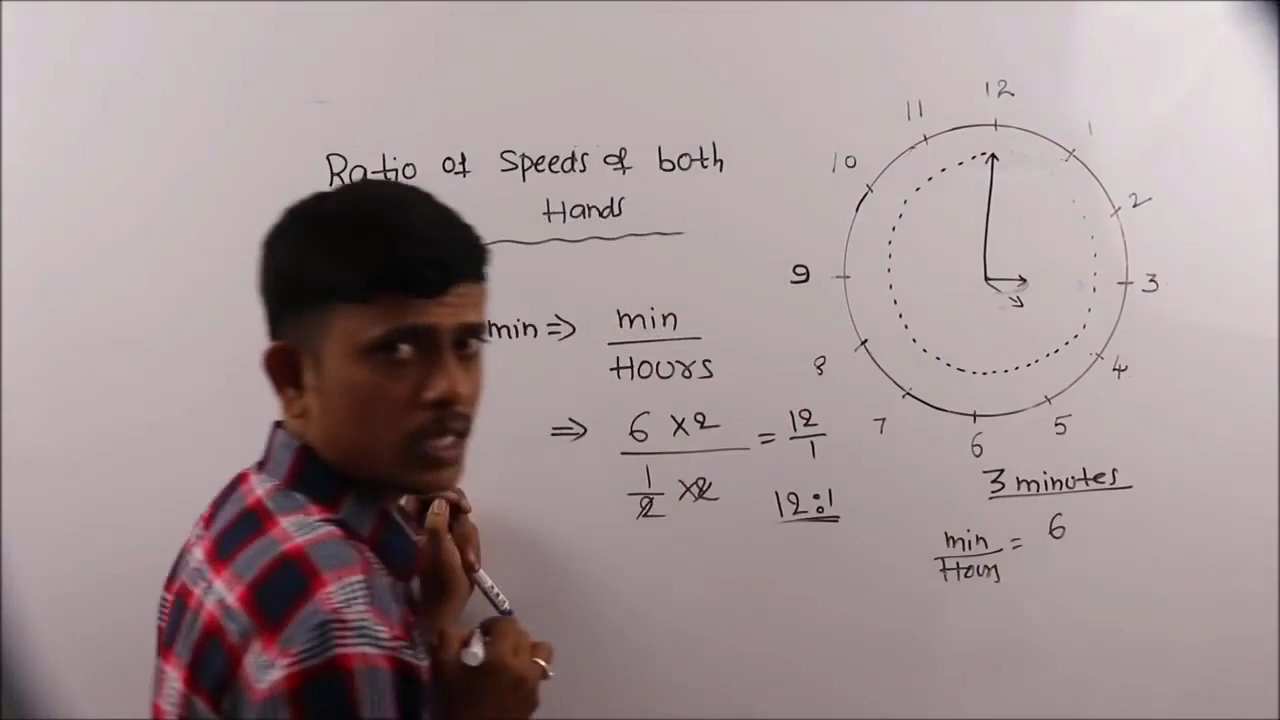 Ratio of Speeds of both
Hands
min ⇒ min / Hours
⇒ 6 × 2 / 1/2 × 2 = 12/1
12:1
12
1
2
3
4
5
6
7
8
9
10
11
3 minutes
min / Hours = 6